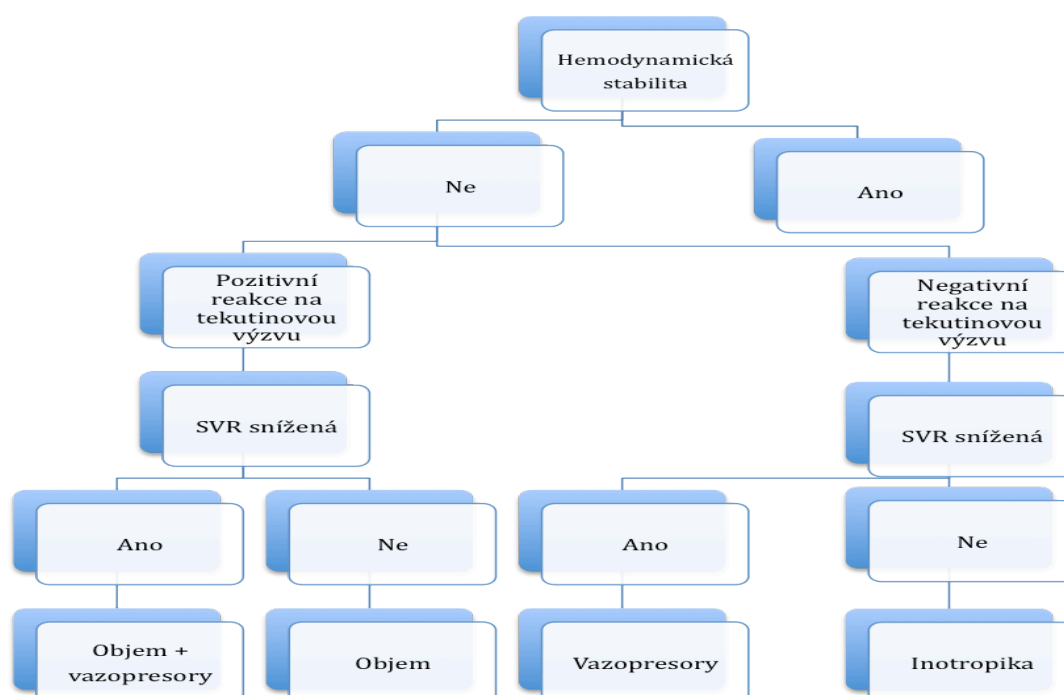 Hemodynamická
stabilita
Ne
Ano
Pozitivní
reakce na
tekutinovou
výzvu
Negativní
reakce na
tekutinovou
výzvu
SVR snížená
SVR snížená
Ano
Ne
Ano
Ne
Objem +
vazopresory
Objem
Vazopresory
Inotropika